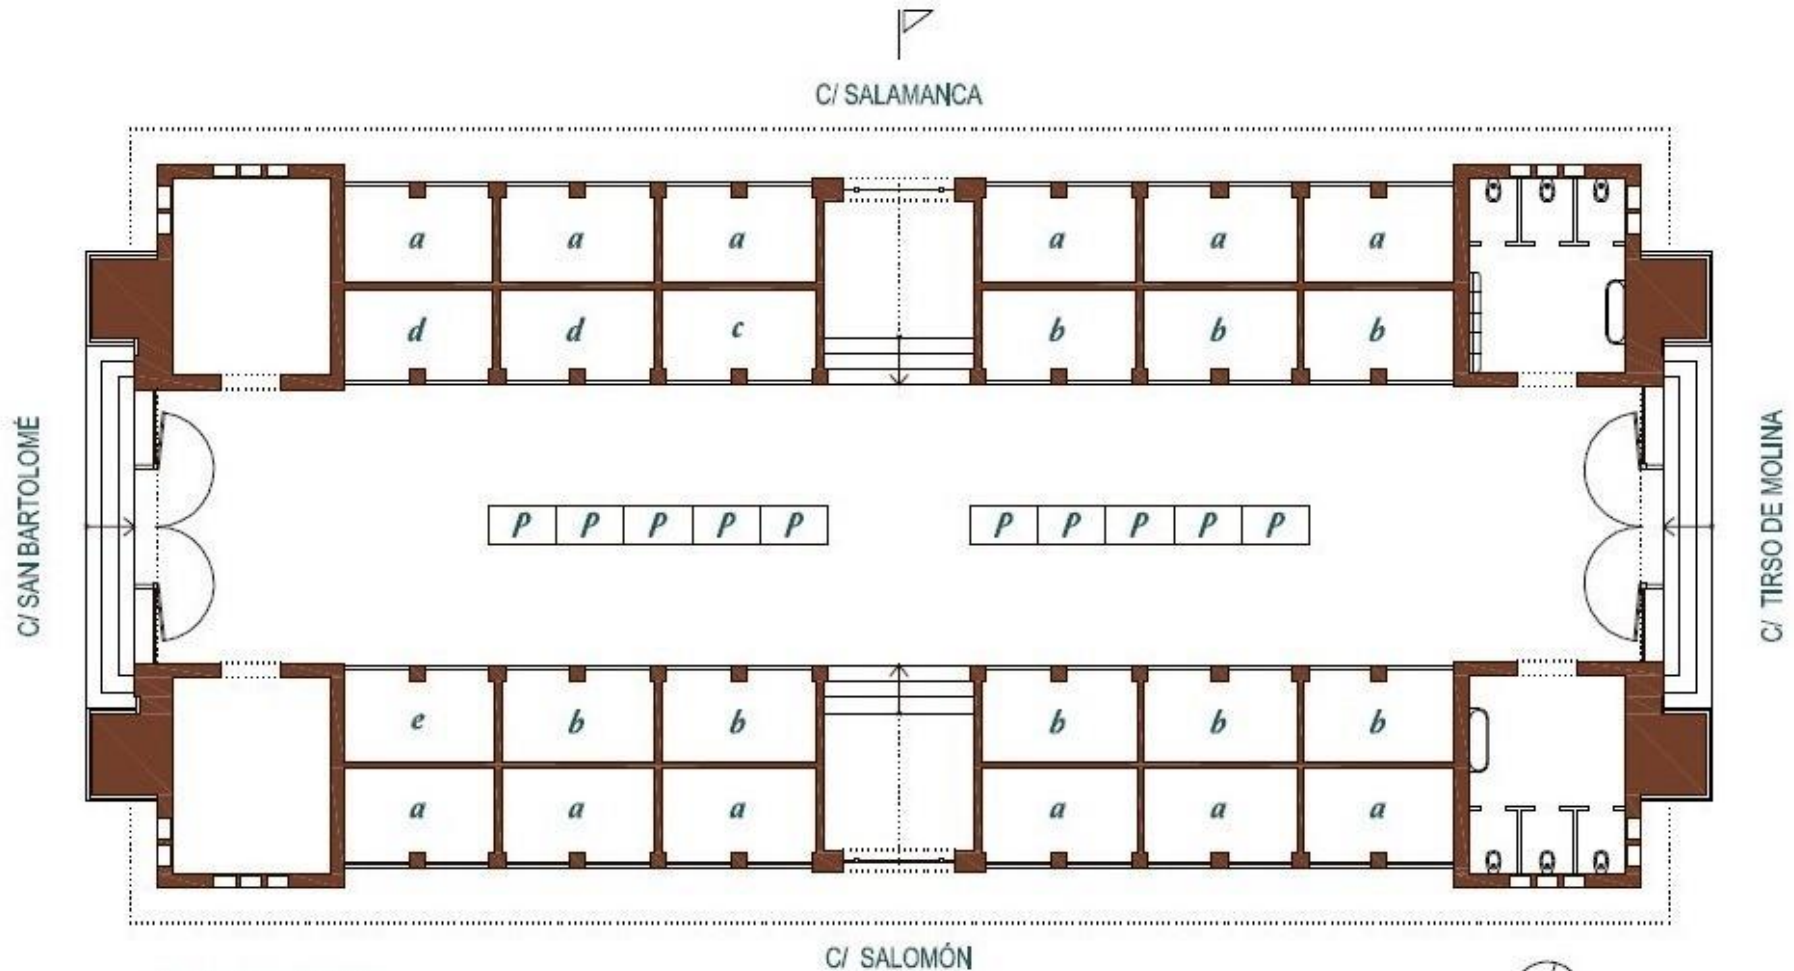 C/ SALAMANCA
a a a a a a
d d c b b b
C/ SAN BARTOLOMÉ
p p p p p p p p p p
C/ TIRSO DE MOLINA
e b b b b b
a a a a a a
C/ SALOMÓN